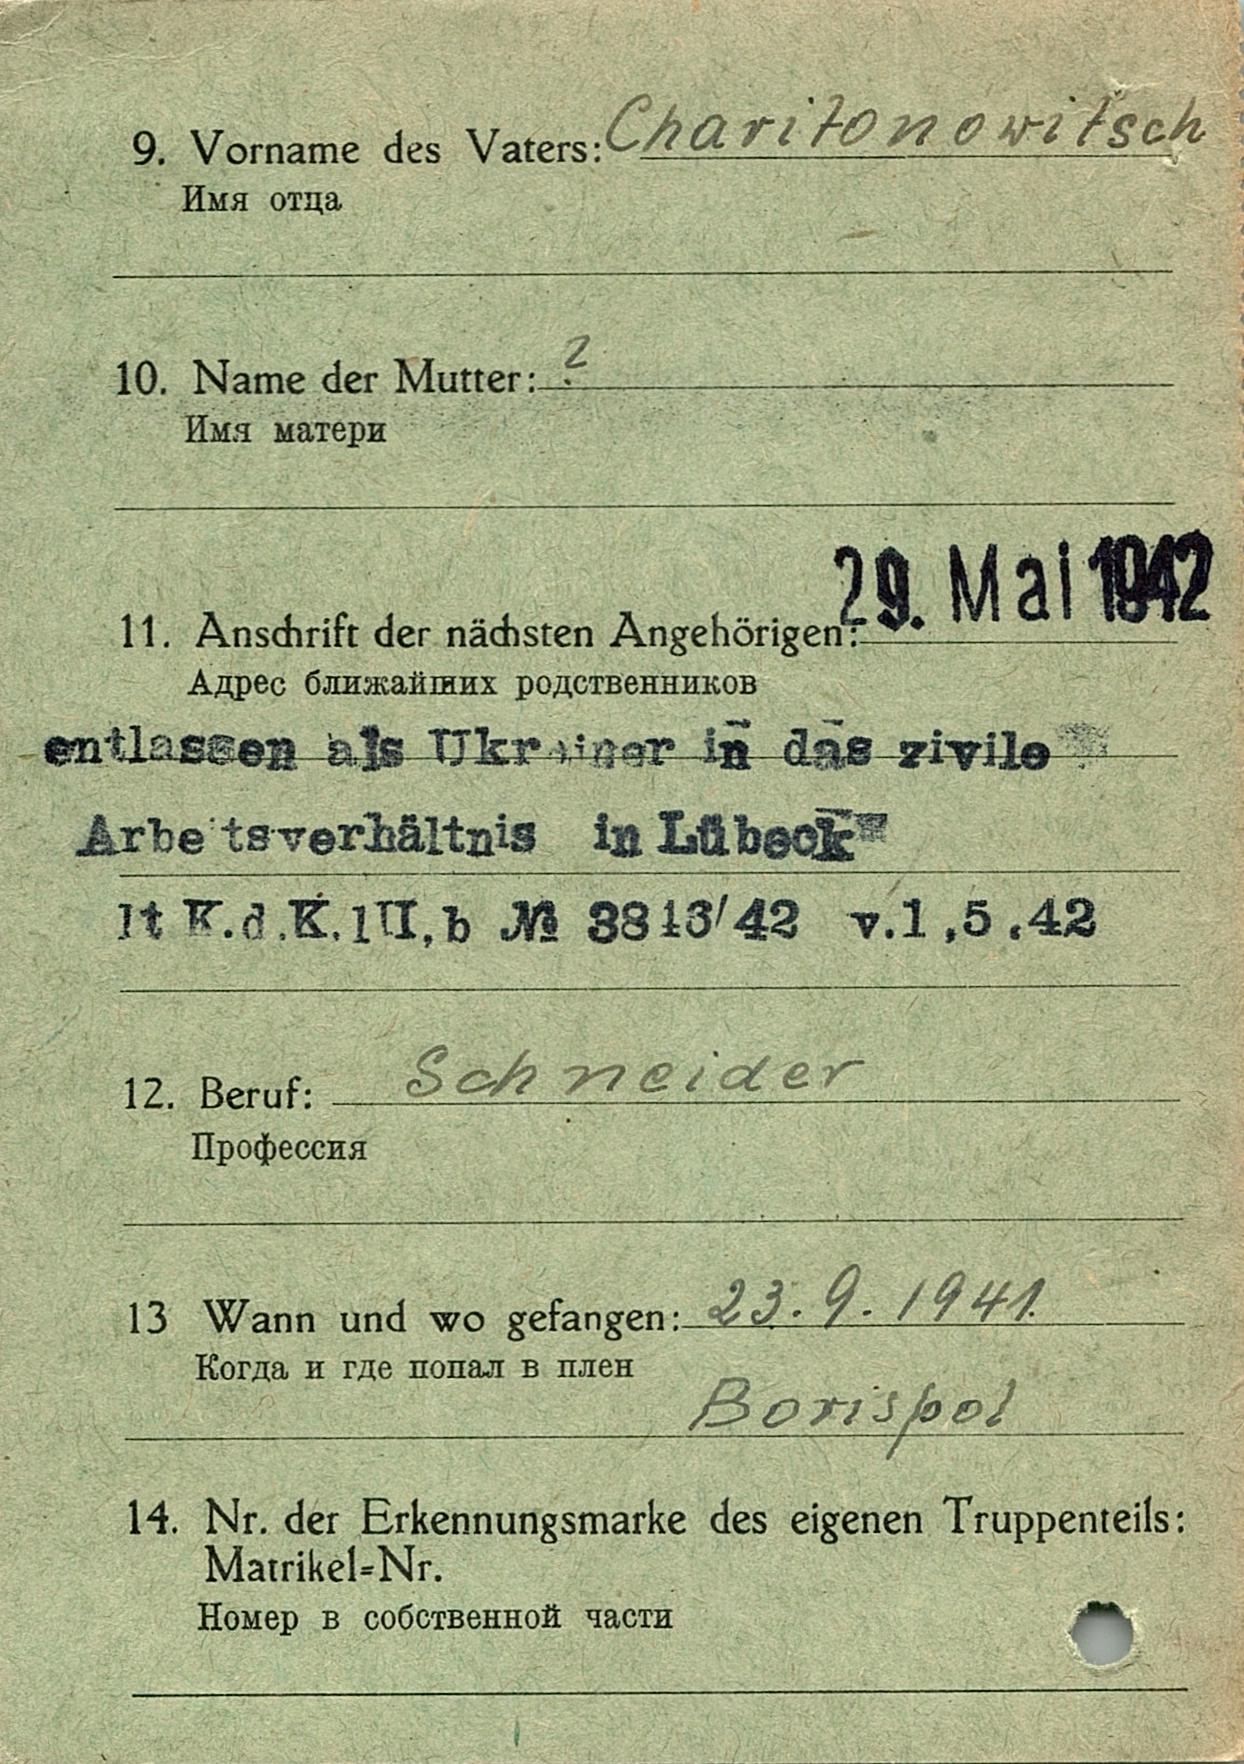 9. Vorname des Vaters: Charitonowitsch
Имя отца
10. Name der Mutter: ?
Имя матери
29. Mai 1942
11. Anschrift der nächsten Angehörigen:
Адрес ближайших родственников
entlassen als Ukrainer in das zivile
Arbeitsverhältnis in Lübeck
lt K.d.K. III, b № 3813/42 v.1.5.42
12. Beruf: Schneider
Профессия
13 Wann und wo gefangen: 23.9.1941.
Когда и где попал в плен
Borispol
14. Nr. der Erkennungsmarke des eigenen Truppenteils:
Matrikel=Nr.
Номер в собственной части